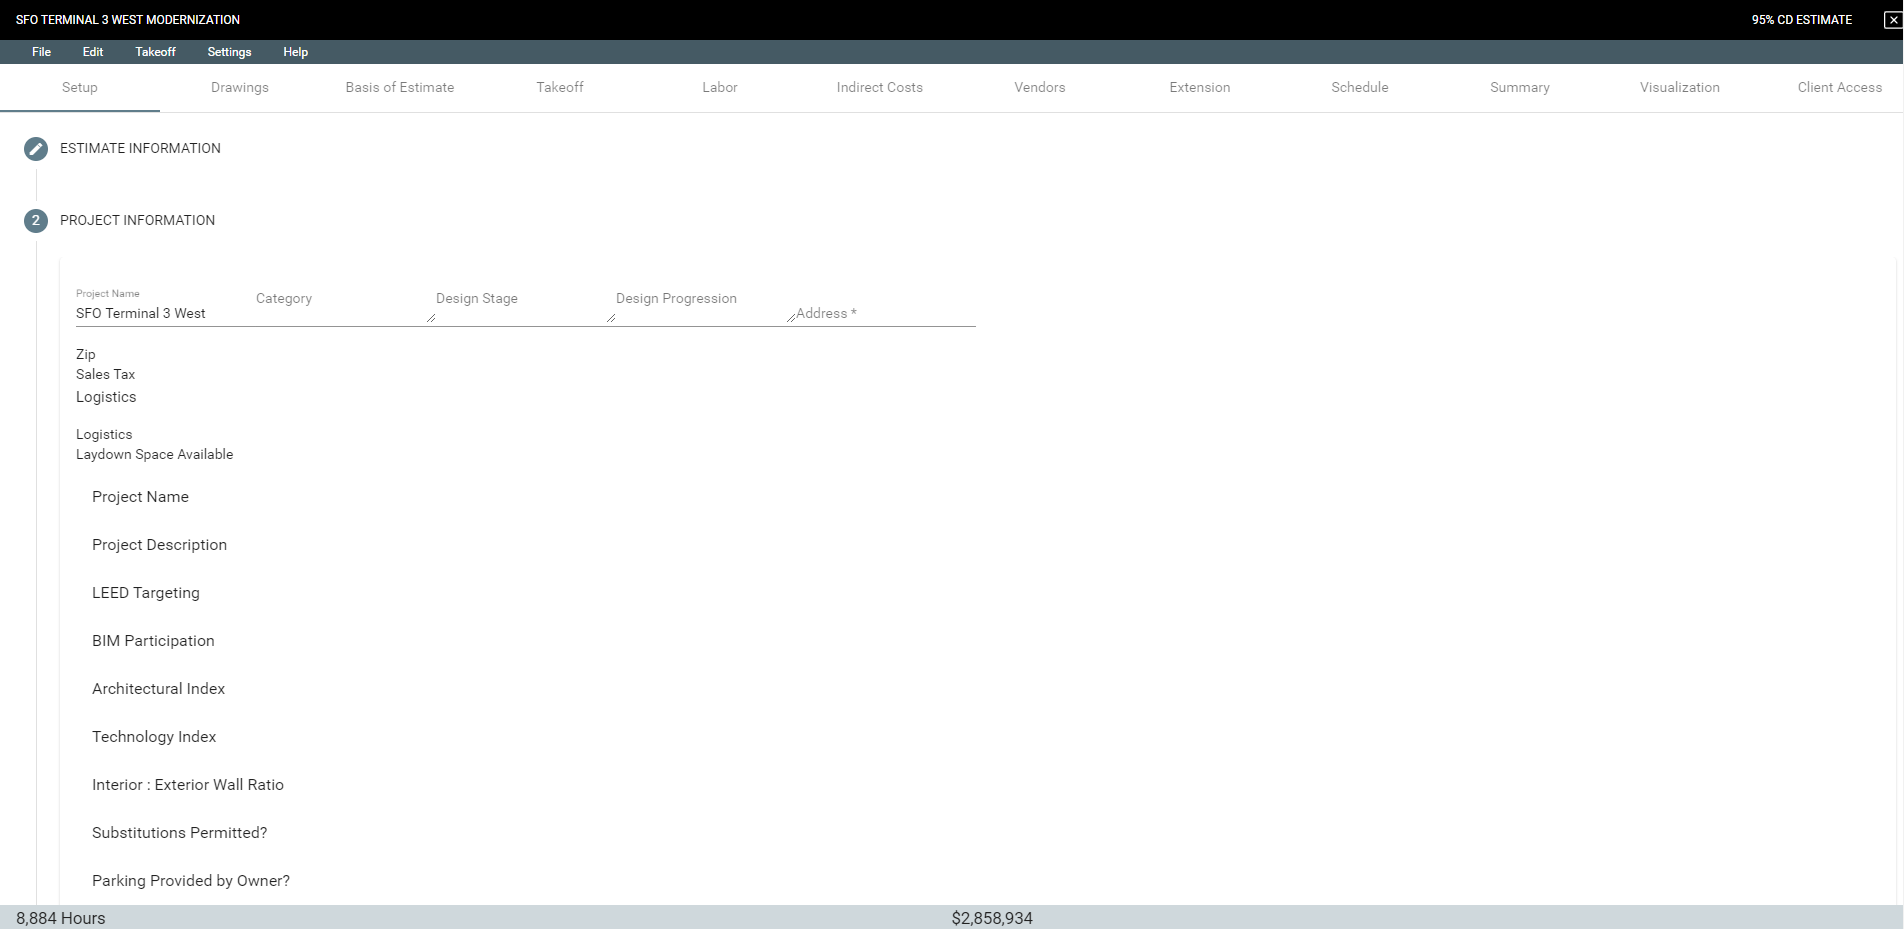 SFO TERMINAL 3 WEST MODERNIZATION 95% CD ESTIMATE
File Edit Takeoff Settings Help
Setup Drawings Basis of Estimate Takeoff Labor Indirect Costs Vendors Extension Schedule Summary Visualization Client Access
ESTIMATE INFORMATION
2 PROJECT INFORMATION
Project Name
SFO Terminal 3 West Category Design Stage Design Progression Address *
Zip
Sales Tax
Logistics
Logistics
Laydown Space Available
Project Name
Project Description
LEED Targeting
BIM Participation
Architectural Index
Technology Index
Interior : Exterior Wall Ratio
Substitutions Permitted?
Parking Provided by Owner?
8,884 Hours $2,858,934